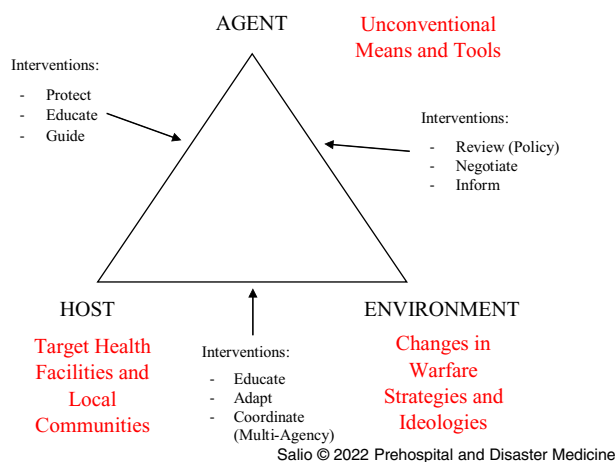 AGENT
Unconventional
Means and Tools
Interventions:
- Protect
- Educate
- Guide
Interventions:
- Review (Policy)
- Negotiate
- Inform
HOST
Target Health
Facilities and
Local
Communities
Interventions:
- Educate
- Adapt
- Coordinate
(Multi-Agency)
ENVIRONMENT
Changes in
Warfare
Strategies and
Ideologies
Salio © 2022 Prehospital and Disaster Medicine